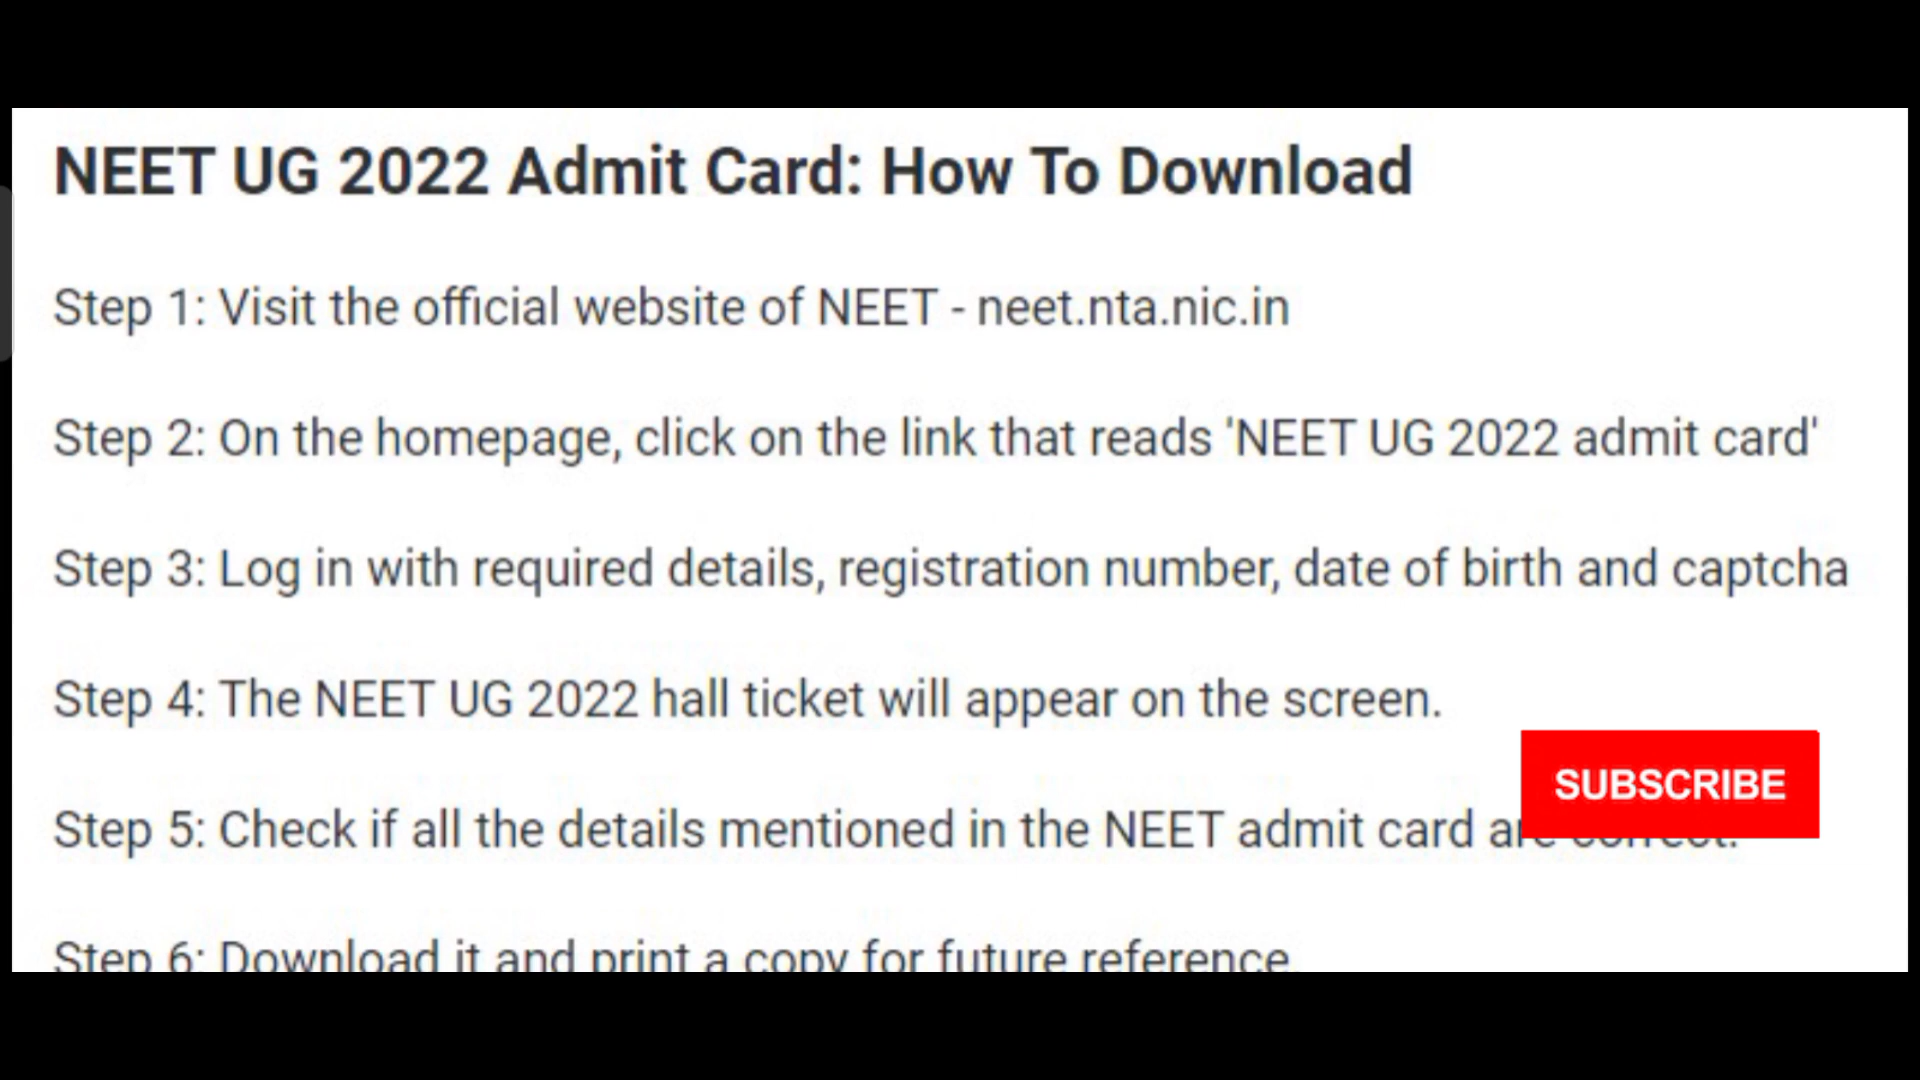 NEET UG 2022 Admit Card: How To Download
Step 1: Visit the official website of NEET - neet.nta.nic.in
Step 2: On the homepage, click on the link that reads 'NEET UG 2022 admit card'
Step 3: Log in with required details, registration number, date of birth and captcha
Step 4: The NEET UG 2022 hall ticket will appear on the screen.
SUBSCRIBE
Step 5: Check if all the details mentioned in the NEET admit card are correct.
Step 6: Download it and print a copy for future reference.